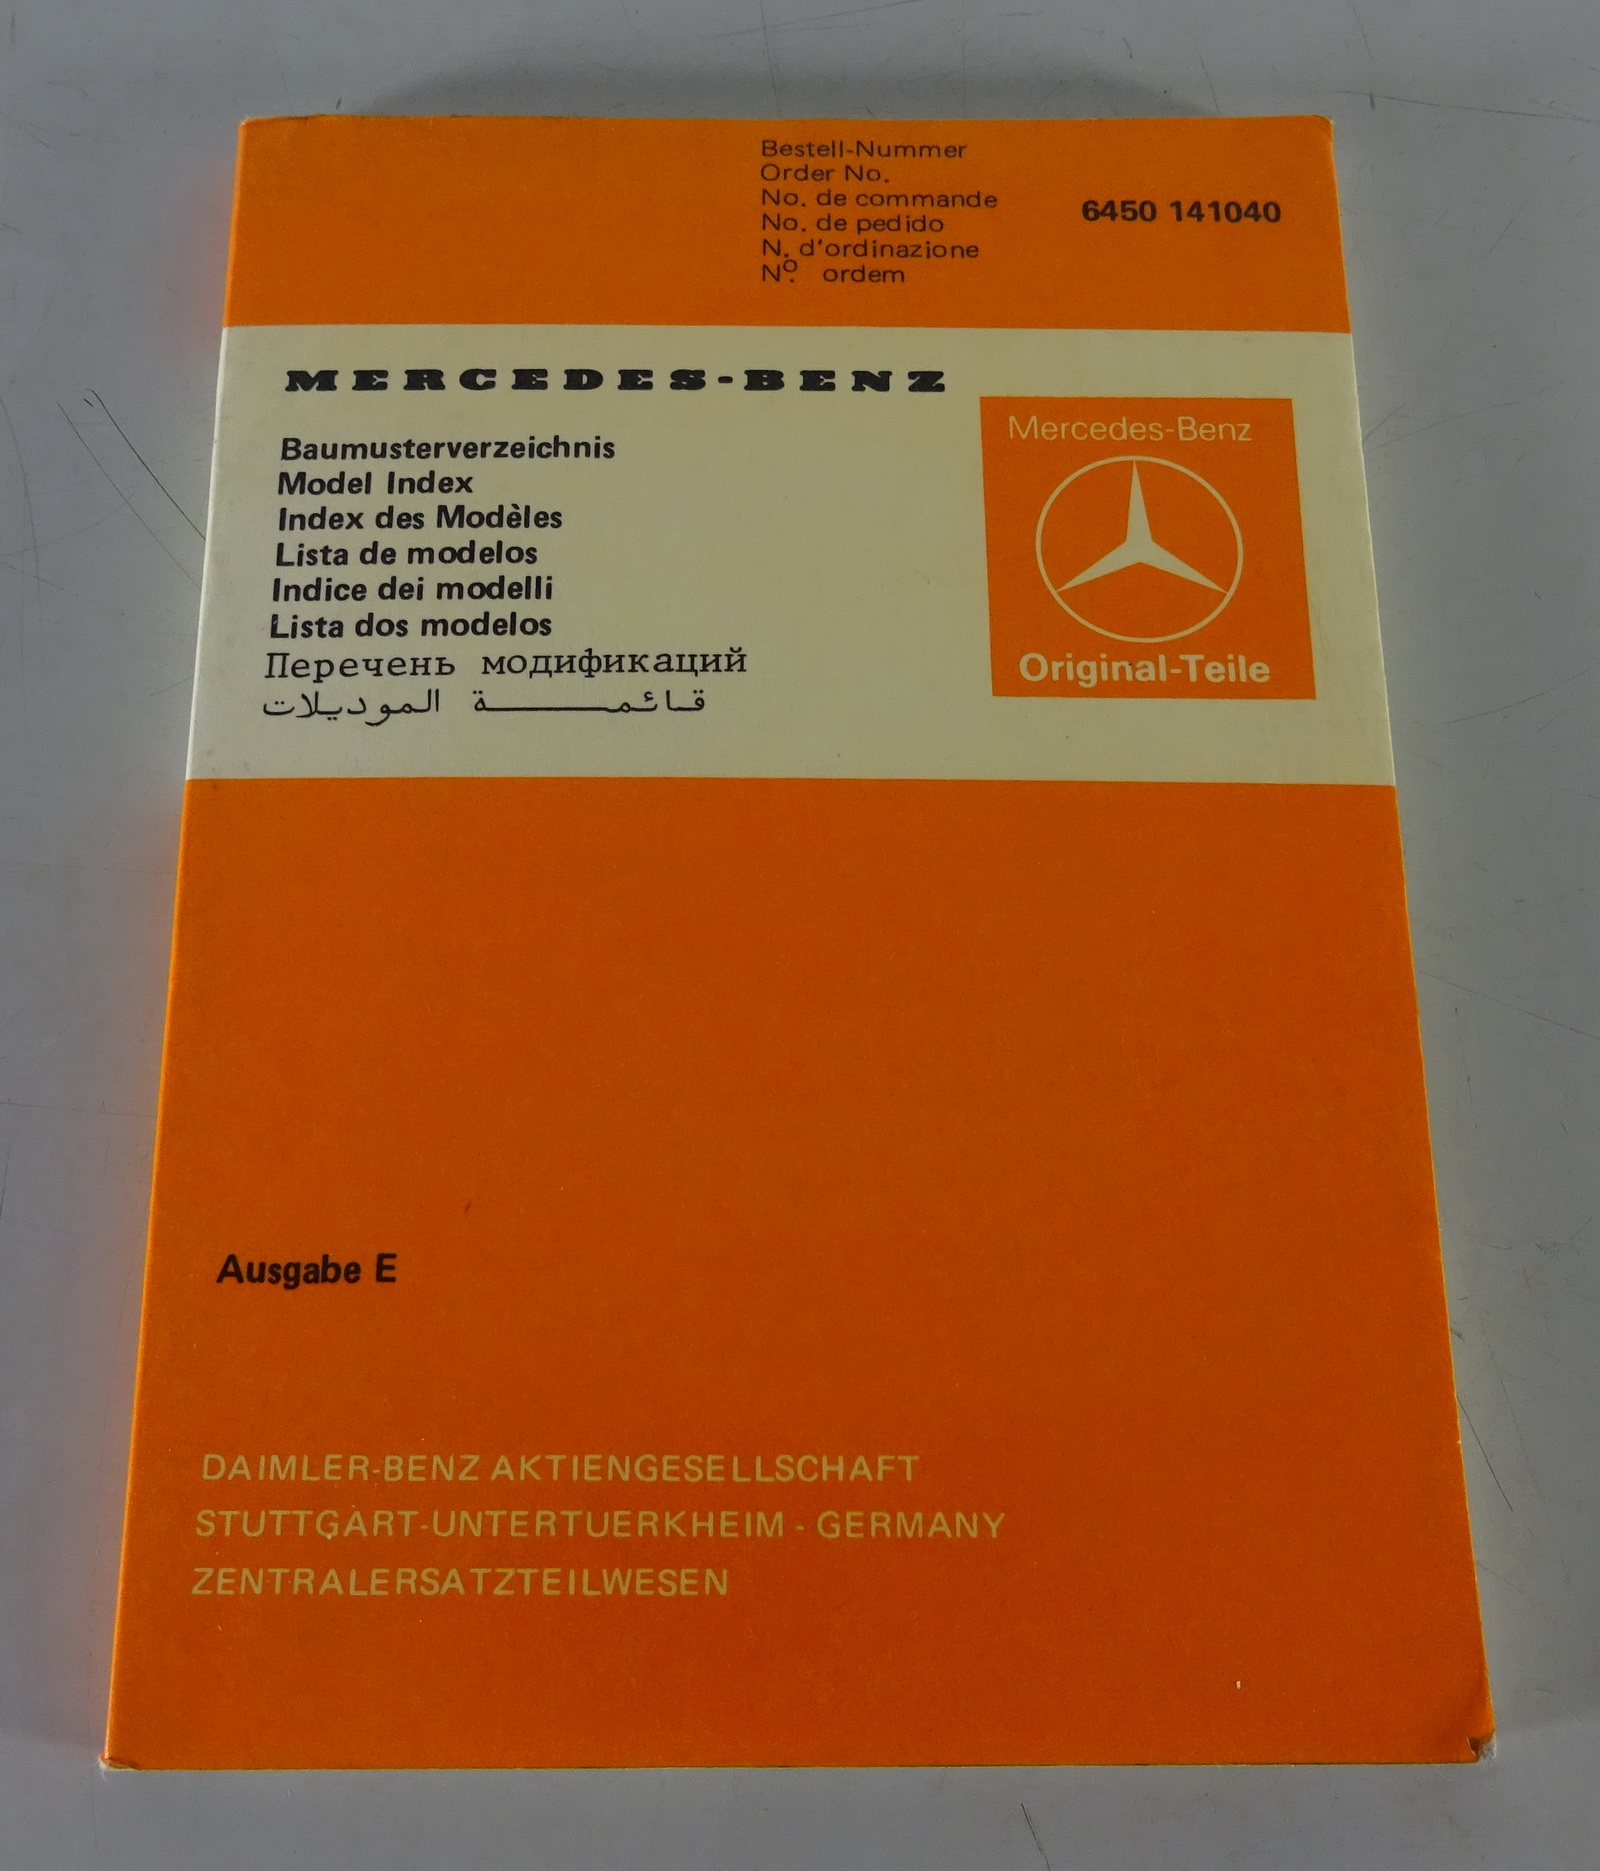 Bestell-Nummer
Order No.
No. de commande
No. de pedido
N. d'ordinazione
Nº. ordem
6450 141040
MERCEDES-BENZ
Baumusterverzeichnis
Model Index
Index des Modèles
Lista de modelos
Indice dei modelli
Lista dos modelos
Перечень модификаций
قائمـــــــة الموديلات
Mercedes-Benz
Original-Teile
Ausgabe E
DAIMLER-BENZ AKTIENGESELLSCHAFT
STUTTGART-UNTERTUERKHEIM - GERMANY
ZENTRALERSATZTEILWESEN